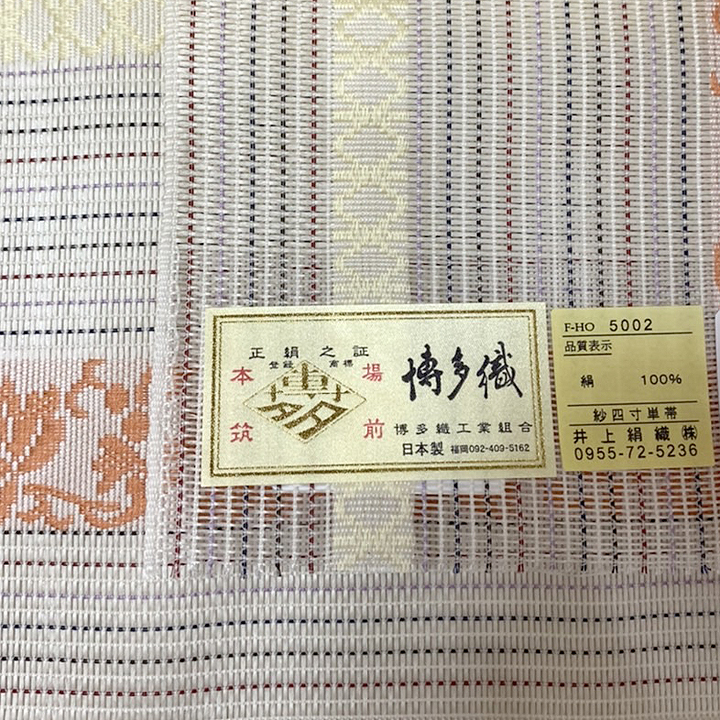 正絹之証
登録商標
本場
筑前
博多
博多織
博多織工業組合
日本製 福岡092-409-5162
F-HO 5002
品質表示
絹 100%
紗四寸単帯
井上絹織㈱
0955-72-5236